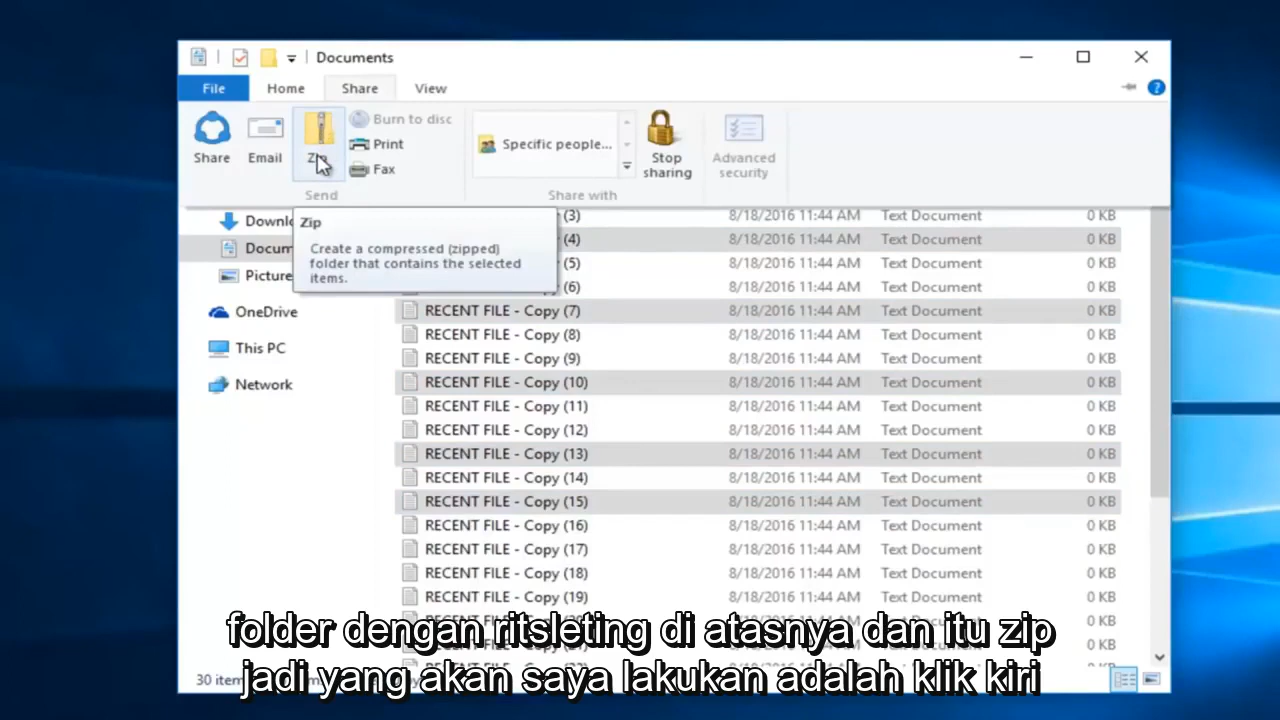 Documents
File Home Share View
Share Email Zip Burn to disc Print Fax Specific people... Stop sharing Advanced security
Send Share with
Zip
Create a compressed (zipped)
folder that contains the selected
items.
(3) 8/18/2016 11:44 AM Text Document 0 KB
(4) 8/18/2016 11:44 AM Text Document 0 KB
(5) 8/18/2016 11:44 AM Text Document 0 KB
(6) 8/18/2016 11:44 AM Text Document 0 KB
OneDrive
This PC
Network
RECENT FILE - Copy (7) 8/18/2016 11:44 AM Text Document 0 KB
RECENT FILE - Copy (8) 8/18/2016 11:44 AM Text Document 0 KB
RECENT FILE - Copy (9) 8/18/2016 11:44 AM Text Document 0 KB
RECENT FILE - Copy (10) 8/18/2016 11:44 AM Text Document 0 KB
RECENT FILE - Copy (11) 8/18/2016 11:44 AM Text Document 0 KB
RECENT FILE - Copy (12) 8/18/2016 11:44 AM Text Document 0 KB
RECENT FILE - Copy (13) 8/18/2016 11:44 AM Text Document 0 KB
RECENT FILE - Copy (14) 8/18/2016 11:44 AM Text Document 0 KB
RECENT FILE - Copy (15) 8/18/2016 11:44 AM Text Document 0 KB
RECENT FILE - Copy (16) 8/18/2016 11:44 AM Text Document 0 KB
RECENT FILE - Copy (17) 8/18/2016 11:44 AM Text Document 0 KB
RECENT FILE - Copy (18) 8/18/2016 11:44 AM Text Document 0 KB
RECENT FILE - Copy (19) 8/18/2016 11:44 AM Text Document 0 KB
folder dengan ritsleting di atasnya dan itu zip
jadi yang akan saya lakukan adalah klik kiri